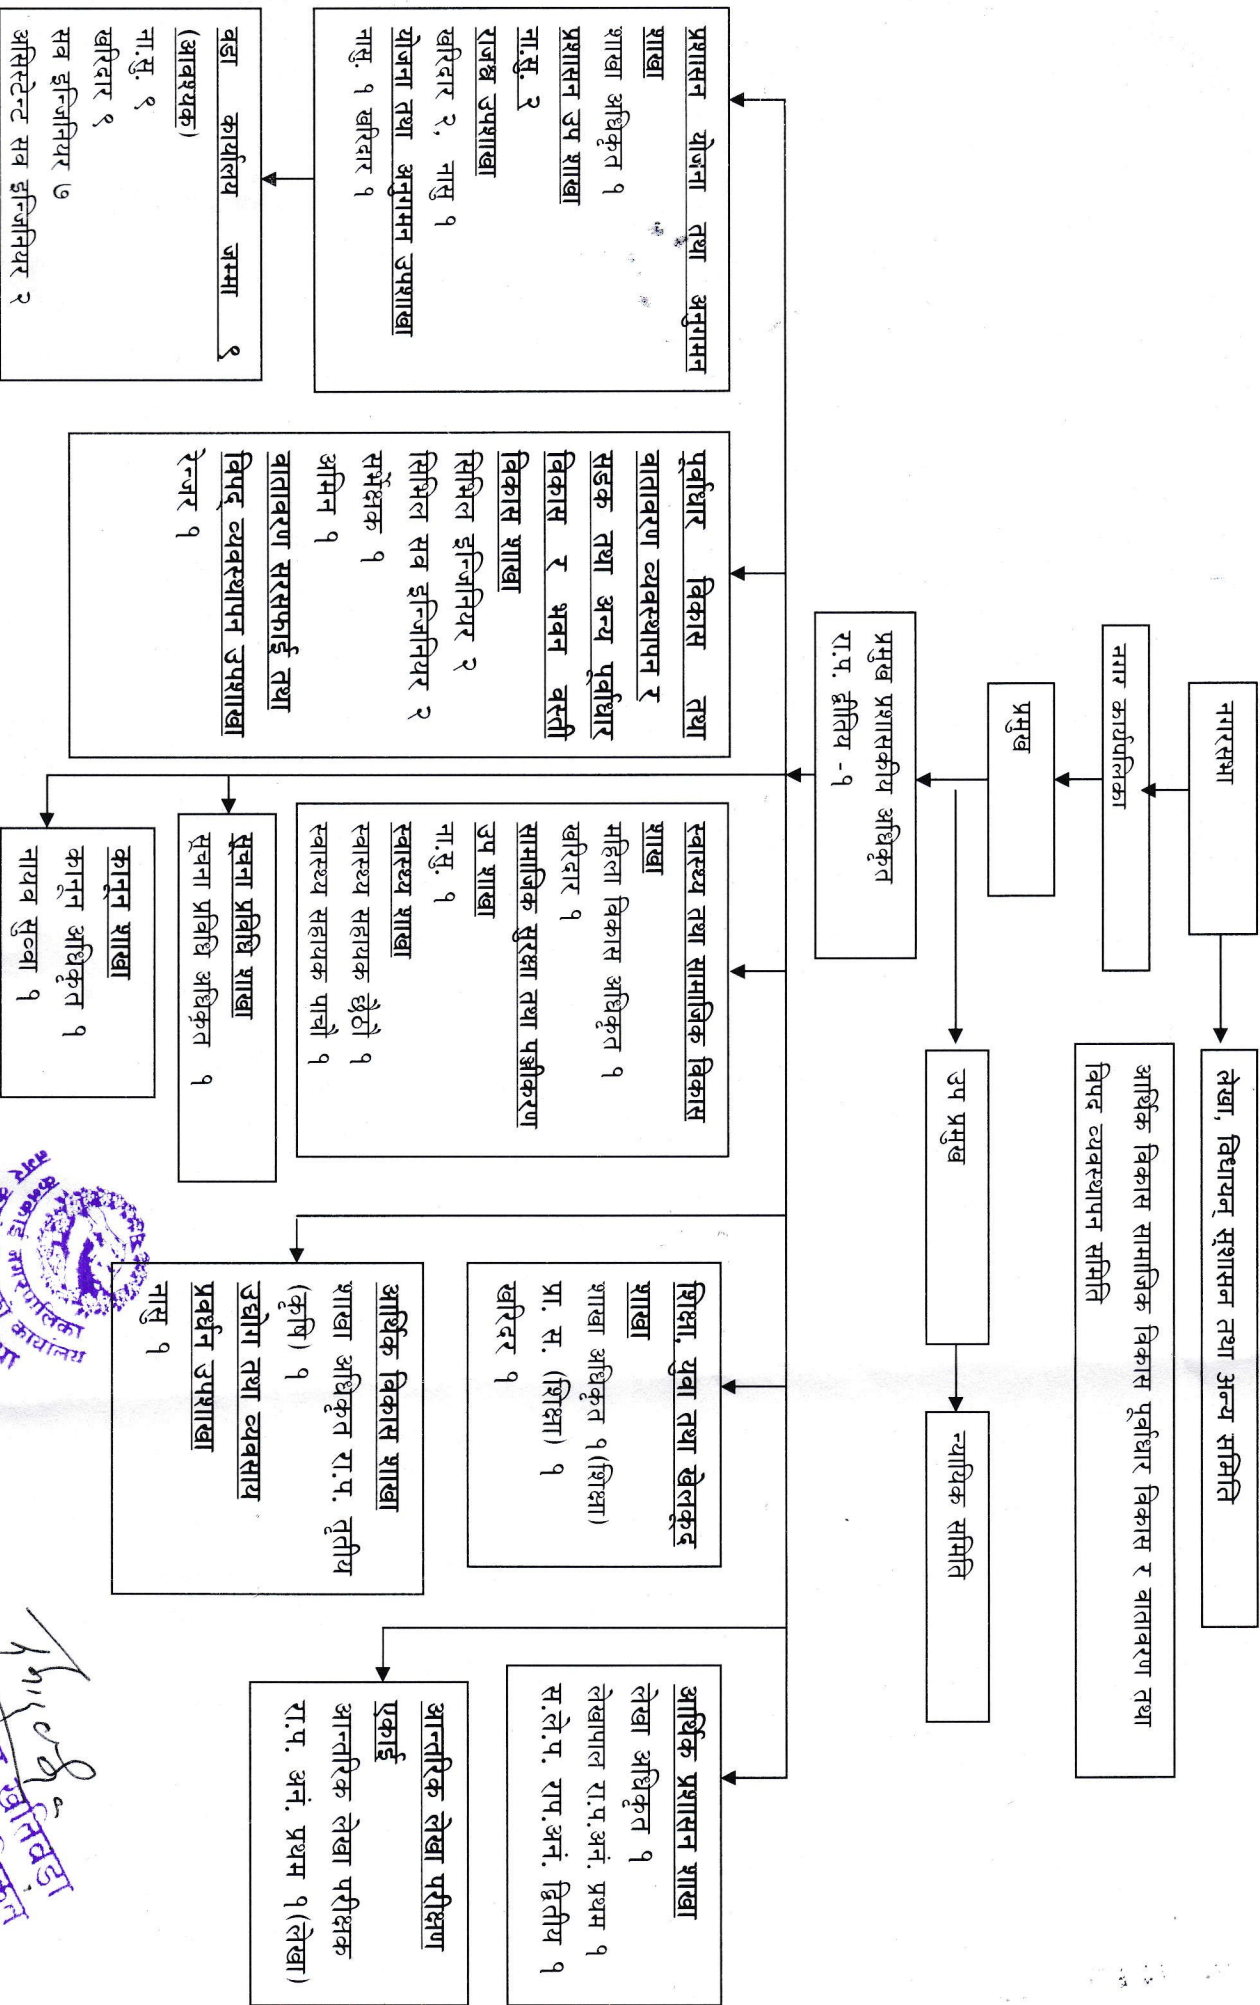 नगरसभा
लेखा, विधायन् सूशासन तथा अन्य समिति
नगर कार्यपालिका
आर्थिक विकास सामाजिक विकास पूर्वाधार विकास र वातावरण तथा
विपद व्यवस्थापन समिति
प्रमुख
उप प्रमुख
न्यायिक समिति
प्रमुख प्रशासकीय अधिकृत
रा.प. द्वीतिय -१
प्रशासन योजना तथा अनुगमन
शाखा
शाखा अधिकृत १
प्रशासन उप शाखा
ना.सु. २
राजश्व उपशाखा
खरिदार २, नासु १
योजना तथा अनुगमन उपशाखा
नासु. १ खरिदार १
वडा कार्यालय जम्मा ९
(आवश्यक)
ना.सु. ९
खरिदार ९
सव इन्जिनियर ७
असिस्टेन्ट सव इन्जिनियर २
पूर्वाधार विकास तथा
वातावरण व्यवस्थापन र
सडक तथा अन्य पूर्वाधार
विकास र भवन वस्ती
विकास शाखा
सिभिल इन्जिनियर २
सिभिल सव इन्जिनियर २
सर्भेक्षक १
अमिन १
वातावरण सरसफाई तथा
विपद् व्यवस्थापन उपशाखा
रेन्जर १
स्वास्थ्य तथा सामाजिक विकास
शाखा
महिला विकास अधिकृत १
खरिदार १
सामाजिक सुरक्षा तथा पञ्जीकरण
उप शाखा
ना.सु. १
स्वास्थ्य शाखा
स्वास्थ्य सहायक छैठौ १
स्वास्थ्य सहायक पाचौ १
सूचना प्रविधि शाखा
सूचना प्रविधि अधिकृत १
कानून शाखा
कानून अधिकृत १
नायव सुव्वा १
शिक्षा, युवा तथा खेलकूद
शाखा
शाखा अधिकृत १(शिक्षा)
प्रा. स. (शिक्षा) १
खरिदर १
आर्थिक विकास शाखा
शाखा अधिकृत रा.प. तृतीय
(कृषि) १
उद्योग तथा व्यवसाय
प्रवर्धन उपशाखा
नासु १
आर्थिक प्रशासन शाखा
लेखा अधिकृत १
लेखापाल रा.प.अनं. प्रथम १
स.ले.प. राप.अनं. द्वितीय १
आन्तरिक लेखा परीक्षण
एकाई
आन्तरिक लेखा परीक्षक
रा.प. अनं. प्रथम १(लेखा)
नगरपालिका
कार्यालय